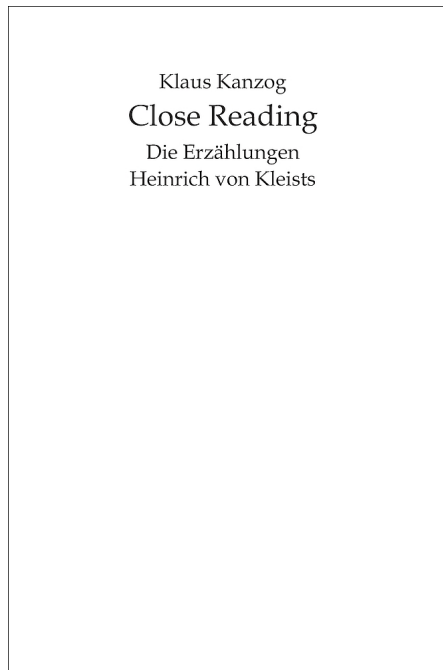 Klaus Kanzog
Close Reading
Die Erzählungen
Heinrich von Kleists